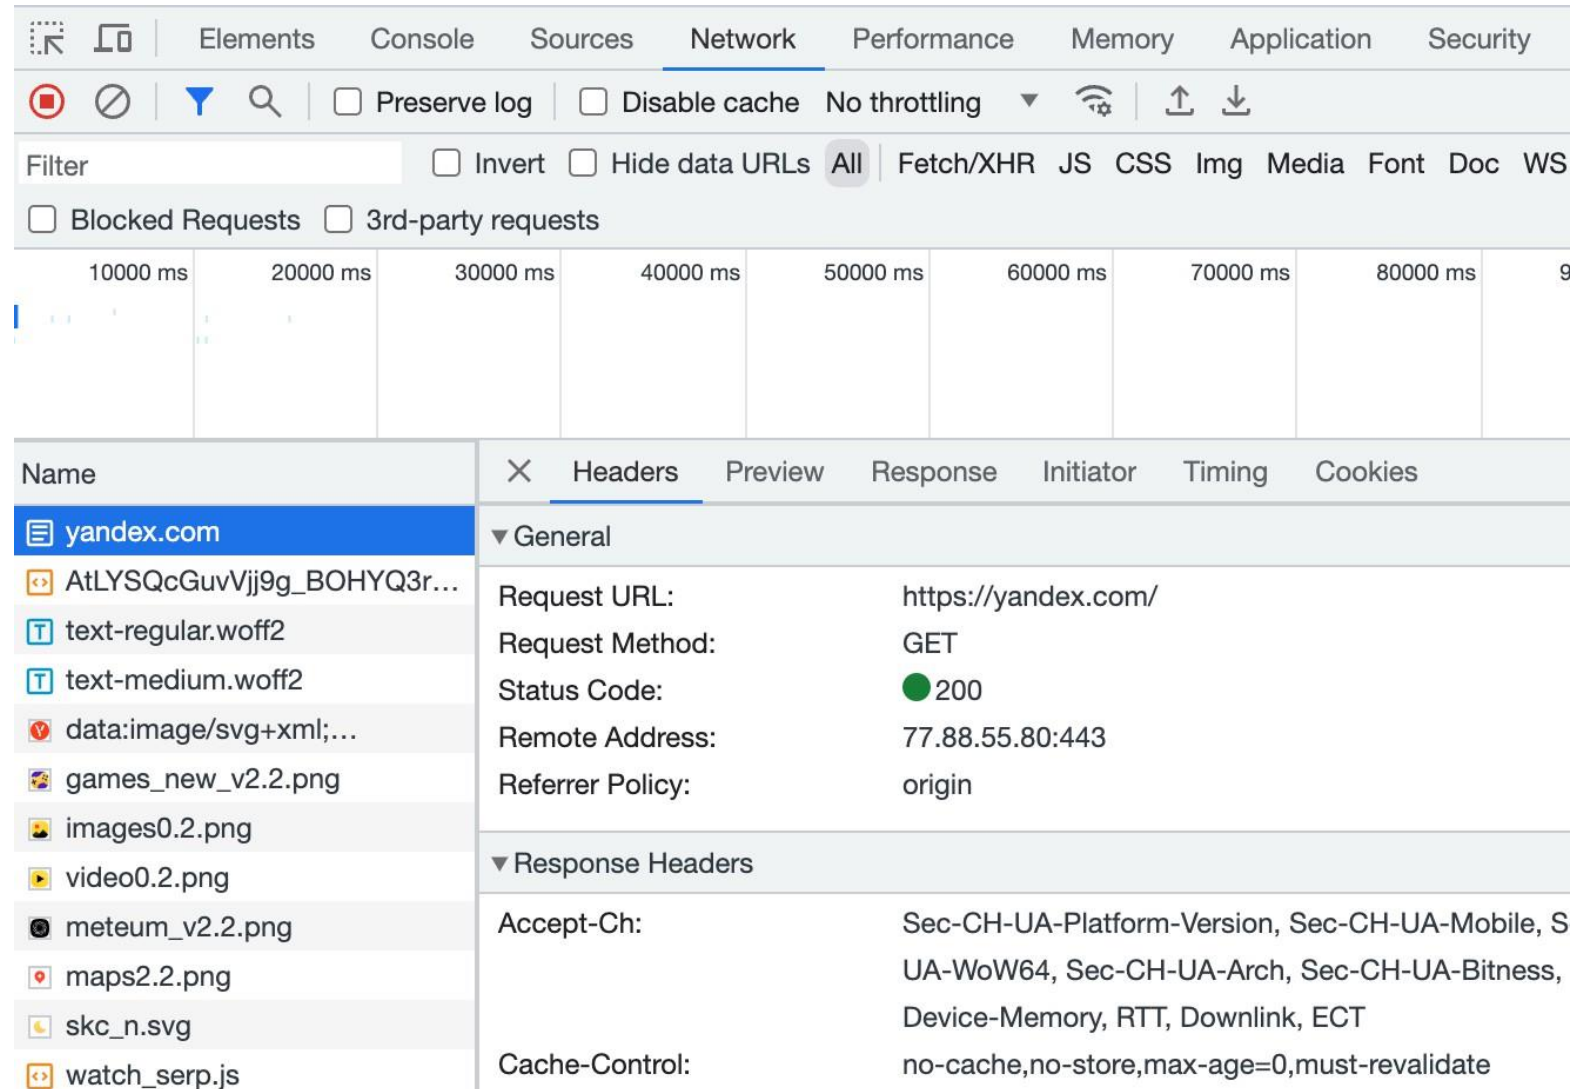 Elements Console Sources Network Performance Memory Application Security
Preserve log Disable cache No throttling
Filter Invert Hide data URLs All Fetch/XHR JS CSS Img Media Font Doc WS
Blocked Requests 3rd-party requests
10000 ms 20000 ms 30000 ms 40000 ms 50000 ms 60000 ms 70000 ms 80000 ms 9
Name
yandex.com
AtLYSQcGuvVjj9g_BOHYQ3r...
text-regular.woff2
text-medium.woff2
data:image/svg+xml;...
games_new_v2.2.png
images0.2.png
video0.2.png
meteum_v2.2.png
maps2.2.png
skc_n.svg
watch_serp.js
Headers Preview Response Initiator Timing Cookies
General
Request URL: https://yandex.com/
Request Method: GET
Status Code: 200
Remote Address: 77.88.55.80:443
Referrer Policy: origin
Response Headers
Accept-Ch: Sec-CH-UA-Platform-Version, Sec-CH-UA-Mobile, S
UA-WoW64, Sec-CH-UA-Arch, Sec-CH-UA-Bitness,
Device-Memory, RTT, Downlink, ECT
Cache-Control: no-cache,no-store,max-age=0,must-revalidate